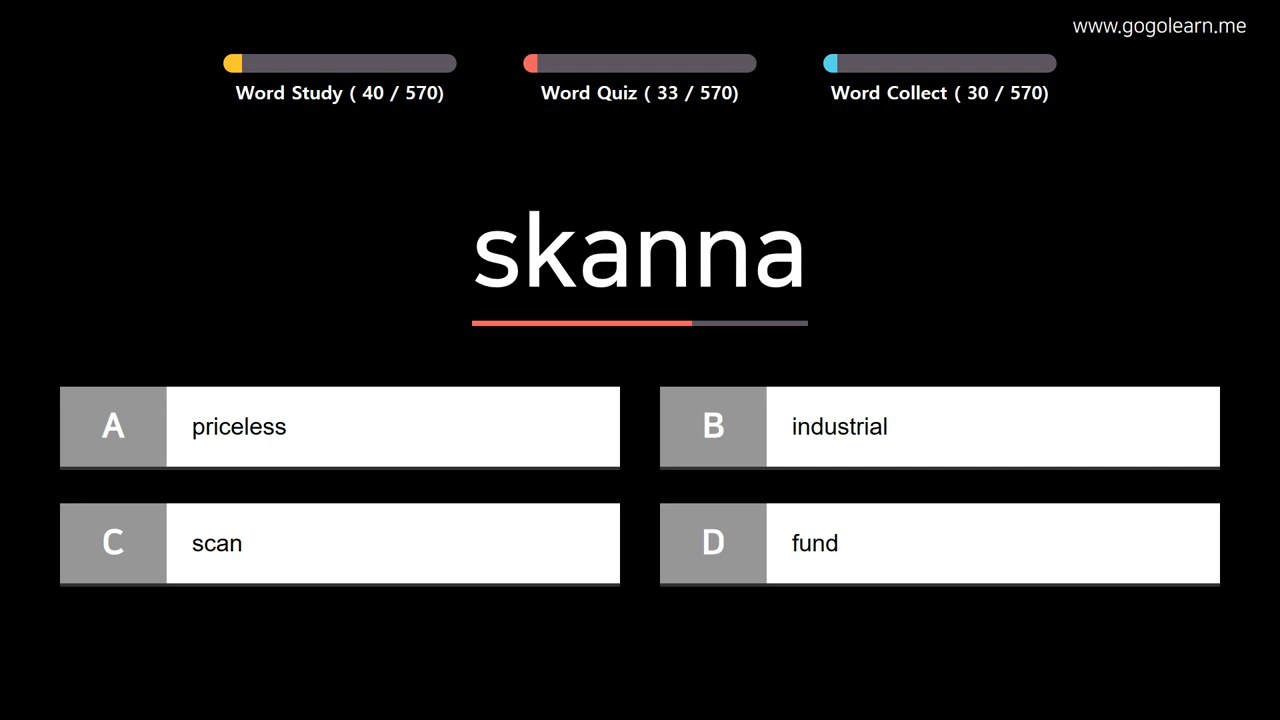 www.gogolearn.me
Word Study ( 40 / 570)
Word Quiz ( 33 / 570)
Word Collect ( 30 / 570)
skanna
A priceless
B industrial
C scan
D fund